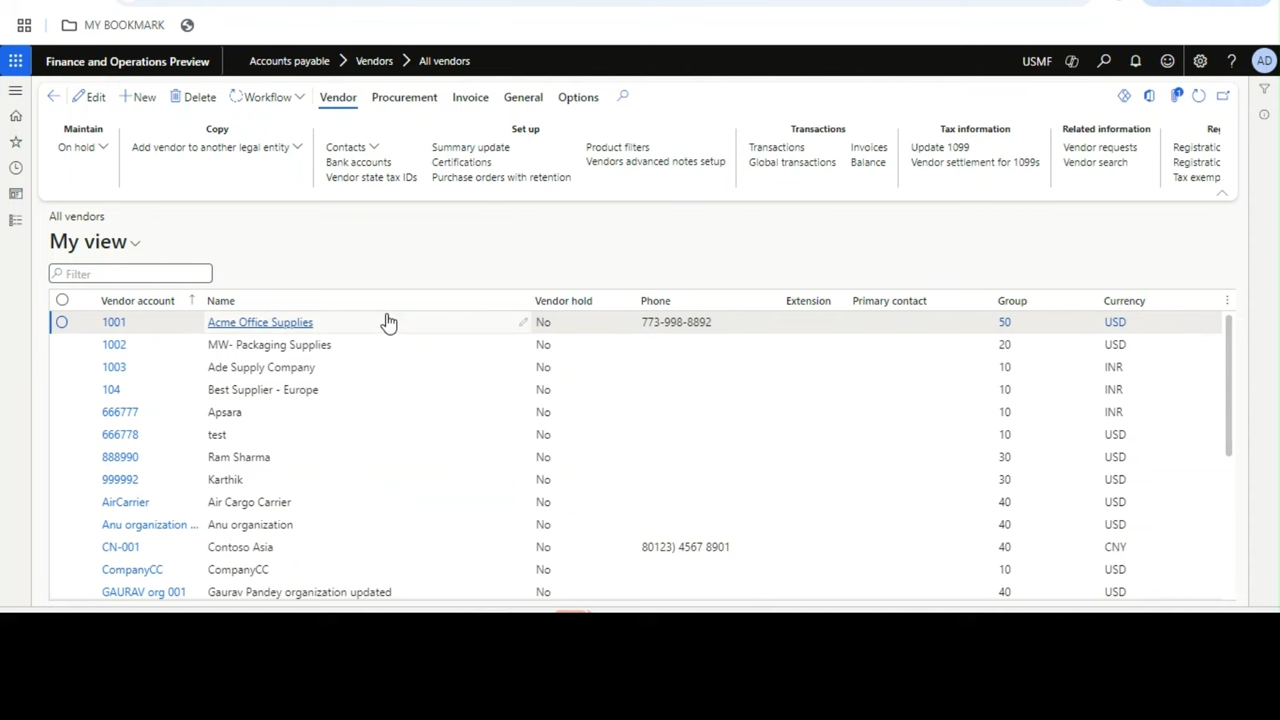 MY BOOKMARK
Finance and Operations Preview Accounts payable Vendors All vendors USMF ? AD
Edit New Delete Workflow Vendor Procurement Invoice General Options
Maintain Copy Set up Transactions Tax information Related information Reg
On hold Add vendor to another legal entity Contacts Summary update Product filters Transactions Invoices Update 1099 Vendor requests Registratic
Bank accounts Certifications Vendors advanced notes setup Global transactions Balance Vendor settlement for 1099s Vendor search Registratic
Vendor state tax IDs Purchase orders with retention Tax exemp
All vendors
My view
Filter
Vendor account Name Vendor hold Phone Extension Primary contact Group Currency
1001 Acme Office Supplies No 773-998-8892 50 USD
1002 MW- Packaging Supplies No 20 USD
1003 Ade Supply Company No 10 INR
104 Best Supplier - Europe No 10 INR
666777 Apsara No 10 INR
666778 test No 10 USD
888990 Ram Sharma No 30 USD
999992 Karthik No 30 USD
AirCarrier Air Cargo Carrier No 40 USD
Anu organization ... Anu organization No 40 USD
CN-001 Contoso Asia No 80123) 4567 8901 40 CNY
CompanyCC CompanyCC No 10 USD
GAURAV org 001 Gaurav Pandey organization updated No 40 USD